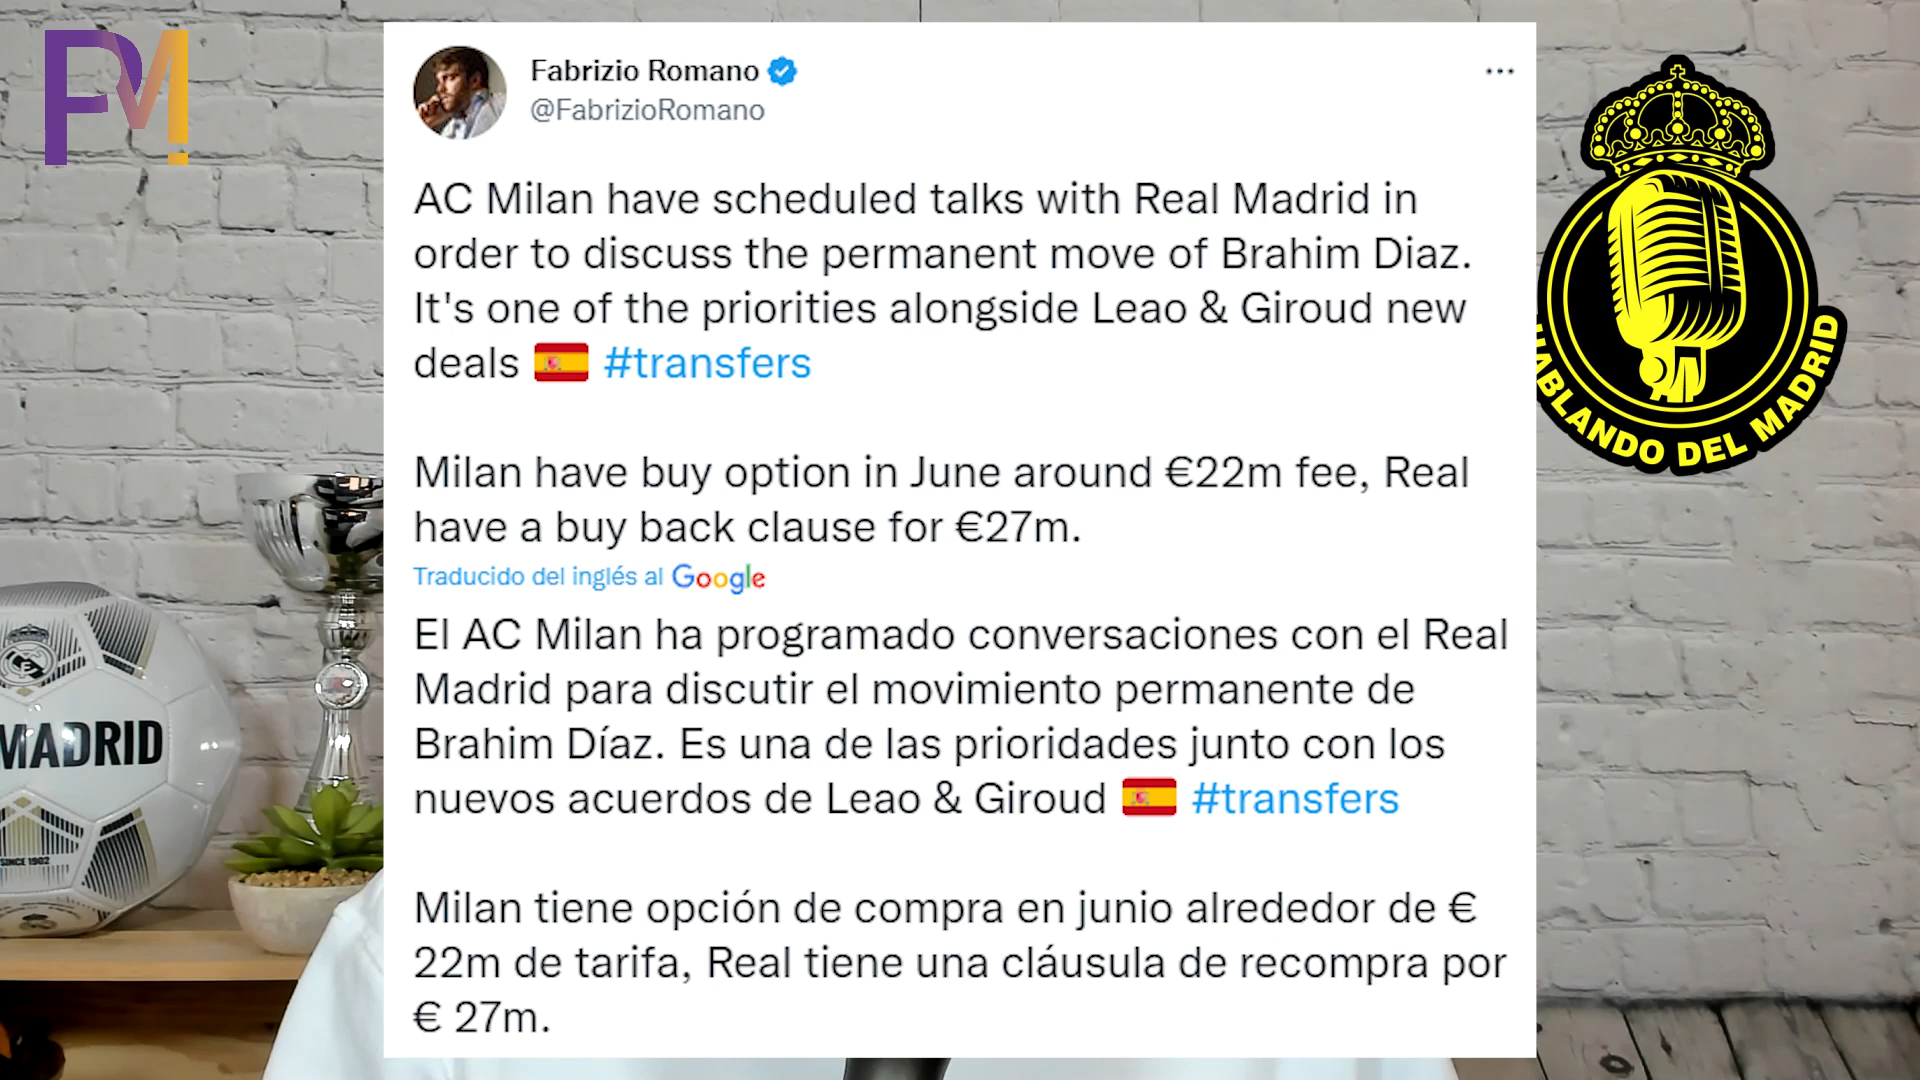 PM
Fabrizio Romano
@FabrizioRomano
AC Milan have scheduled talks with Real Madrid in
order to discuss the permanent move of Brahim Diaz.
It's one of the priorities alongside Leao & Giroud new
deals 🇪🇸 #transfers
Milan have buy option in June around €22m fee, Real
have a buy back clause for €27m.
Traducido del inglés al Google
El AC Milan ha programado conversaciones con el Real
Madrid para discutir el movimiento permanente de
Brahim Díaz. Es una de las prioridades junto con los
nuevos acuerdos de Leao & Giroud 🇪🇸 #transfers
Milan tiene opción de compra en junio alrededor de €
22m de tarifa, Real tiene una cláusula de recompra por
€ 27m.
HABLANDO DEL MADRID
MADRID
SINCE 1902